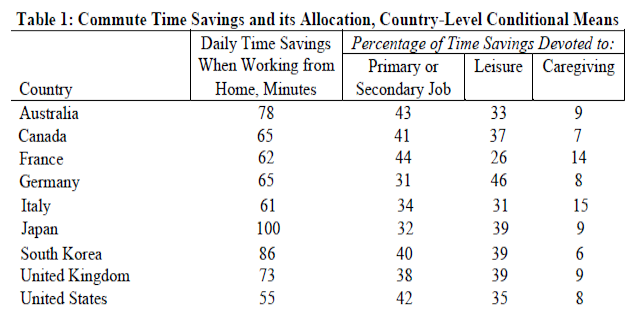 Table 1: Commute Time Savings and its Allocation, Country-Level Conditional Means
Daily Time Savings Percentage of Time Savings Devoted to:
When Working from Primary or Leisure Caregiving
Country Home, Minutes Secondary Job
Australia 78 43 33 9
Canada 65 41 37 7
France 62 44 26 14
Germany 65 31 46 8
Italy 61 34 31 15
Japan 100 32 39 9
South Korea 86 40 39 6
United Kingdom 73 38 39 9
United States 55 42 35 8